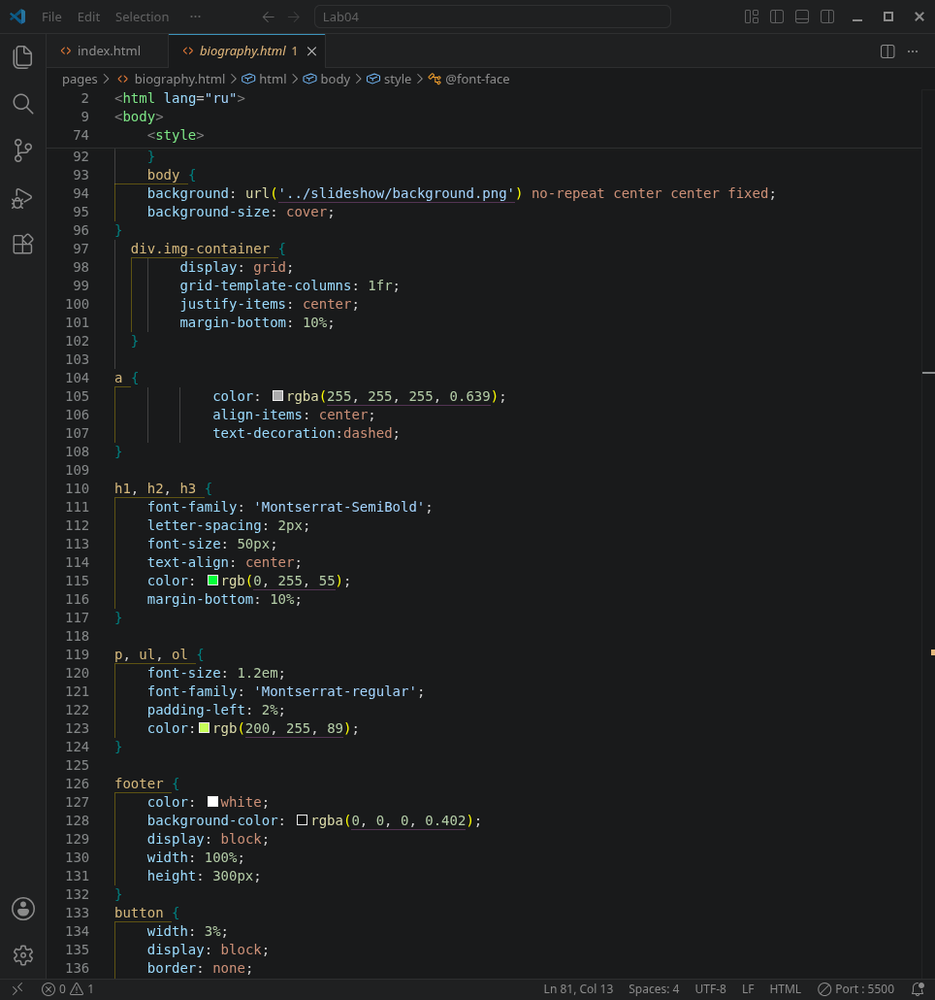 File Edit Selection ··· Lab04
index.html biography.html 1
pages > biography.html > html > body > style > @font-face
2 <html lang="ru">
9 <body>
74 <style>
92 }
93 body {
94 background: url('../slideshow/background.png') no-repeat center center fixed;
95 background-size: cover;
96 }
97 div.img-container {
98 display: grid;
99 grid-template-columns: 1fr;
100 justify-items: center;
101 margin-bottom: 10%;
102 }
103
104 a {
105 color: rgba(255, 255, 255, 0.639);
106 align-items: center;
107 text-decoration:dashed;
108 }
109
110 h1, h2, h3 {
111 font-family: 'Montserrat-SemiBold';
112 letter-spacing: 2px;
113 font-size: 50px;
114 text-align: center;
115 color: rgb(0, 255, 55);
116 margin-bottom: 10%;
117 }
118
119 p, ul, ol {
120 font-size: 1.2em;
121 font-family: 'Montserrat-regular';
122 padding-left: 2%;
123 color: rgb(200, 255, 89);
124 }
125
126 footer {
127 color: white;
128 background-color: rgba(0, 0, 0, 0.402);
129 display: block;
130 width: 100%;
131 height: 300px;
132 }
133 button {
134 width: 3%;
135 display: block;
136 border: none;
0 1 Ln 81, Col 13 Spaces: 4 UTF-8 LF HTML Port : 5500